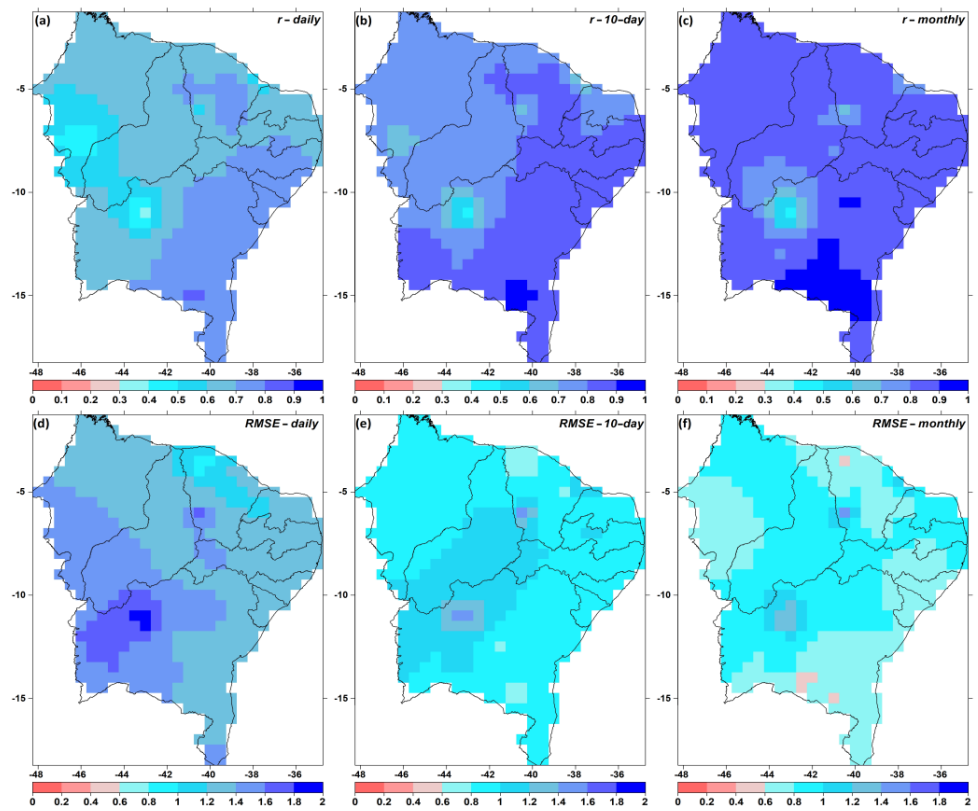 (a) r – daily
(b) r – 10-day
(c) r – monthly
-5 -5 -5
-10 -10 -10
-15 -15 -15
-48 -46 -44 -42 -40 -38 -36 -48 -46 -44 -42 -40 -38 -36 -48 -46 -44 -42 -40 -38 -36
0 0.1 0.2 0.3 0.4 0.5 0.6 0.7 0.8 0.9 1 0 0.1 0.2 0.3 0.4 0.5 0.6 0.7 0.8 0.9 1 0 0.1 0.2 0.3 0.4 0.5 0.6 0.7 0.8 0.9 1
(d) RMSE – daily
(e) RMSE – 10-day
(f) RMSE – monthly
-5 -5 -5
-10 -10 -10
-15 -15 -15
-48 -46 -44 -42 -40 -38 -36 -48 -46 -44 -42 -40 -38 -36 -48 -46 -44 -42 -40 -38 -36
0 0.2 0.4 0.6 0.8 1 1.2 1.4 1.6 1.8 2 0 0.2 0.4 0.6 0.8 1 1.2 1.4 1.6 1.8 2 0 0.2 0.4 0.6 0.8 1 1.2 1.4 1.6 1.8 2